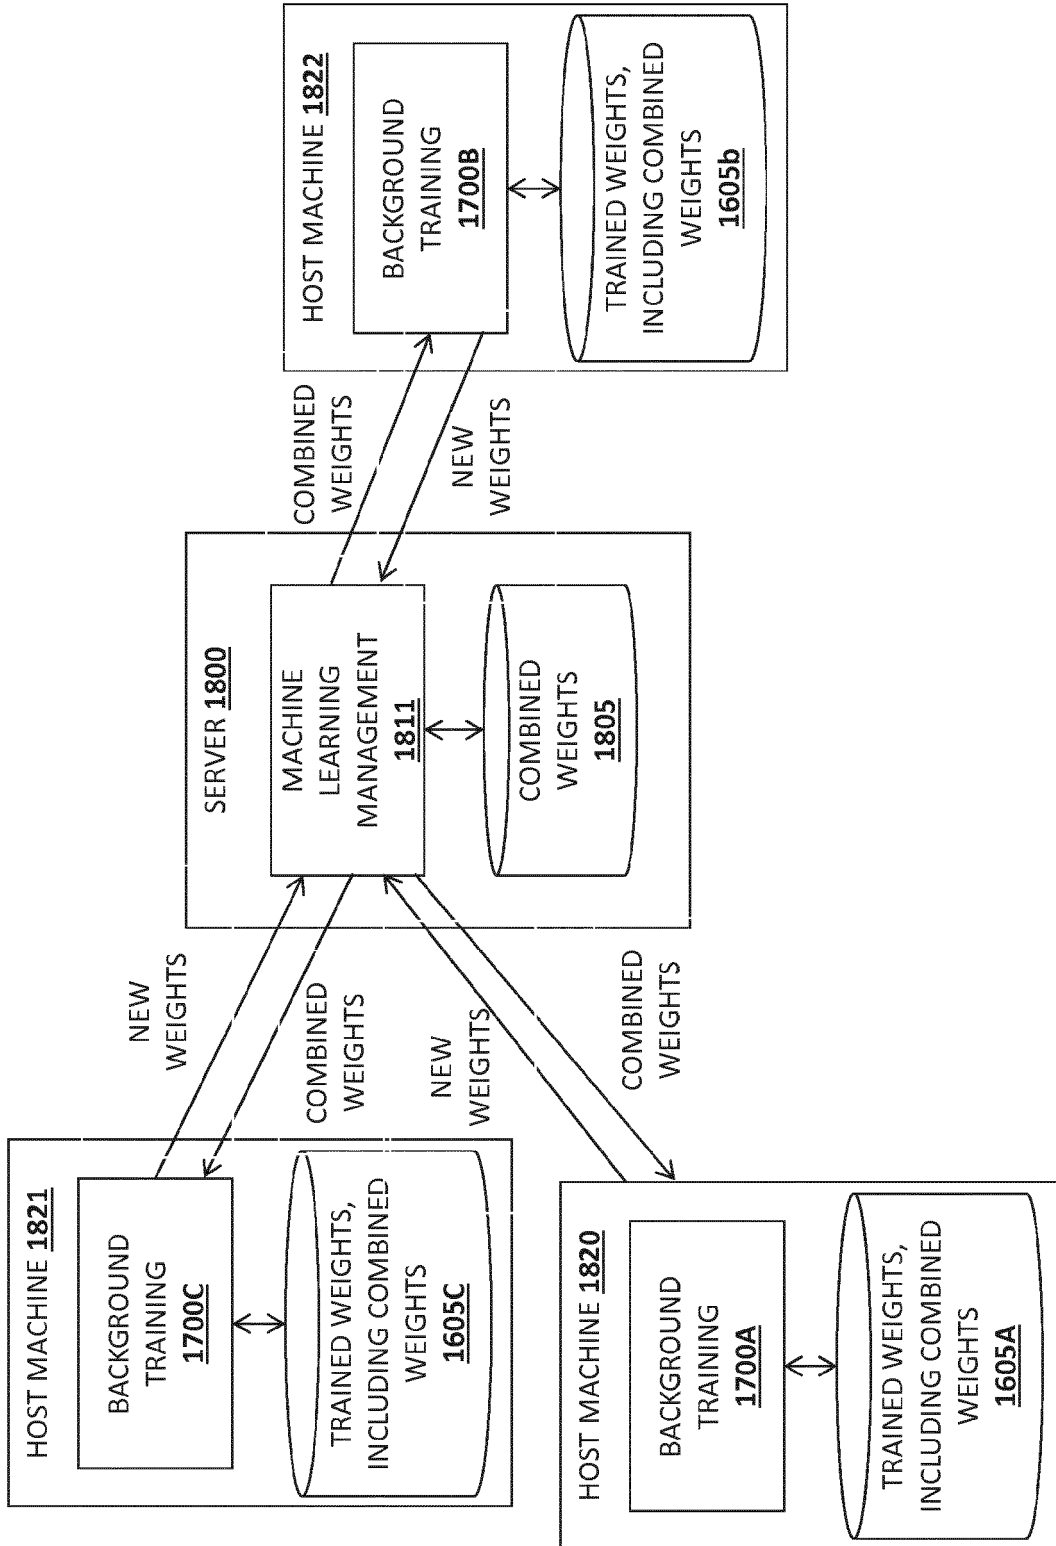 HOST MACHINE 1821
BACKGROUND
TRAINING
1700C
TRAINED WEIGHTS,
INCLUDING COMBINED
WEIGHTS
1605C
HOST MACHINE 1820
BACKGROUND
TRAINING
1700A
TRAINED WEIGHTS,
INCLUDING COMBINED
WEIGHTS
1605A
NEW
WEIGHTS
COMBINED
WEIGHTS
NEW
WEIGHTS
COMBINED
WEIGHTS
SERVER 1800
MACHINE
LEARNING
MANAGEMENT
1811
COMBINED
WEIGHTS
1805
COMBINED
WEIGHTS
NEW
WEIGHTS
HOST MACHINE 1822
BACKGROUND
TRAINING
1700B
TRAINED WEIGHTS,
INCLUDING COMBINED
WEIGHTS
1605b